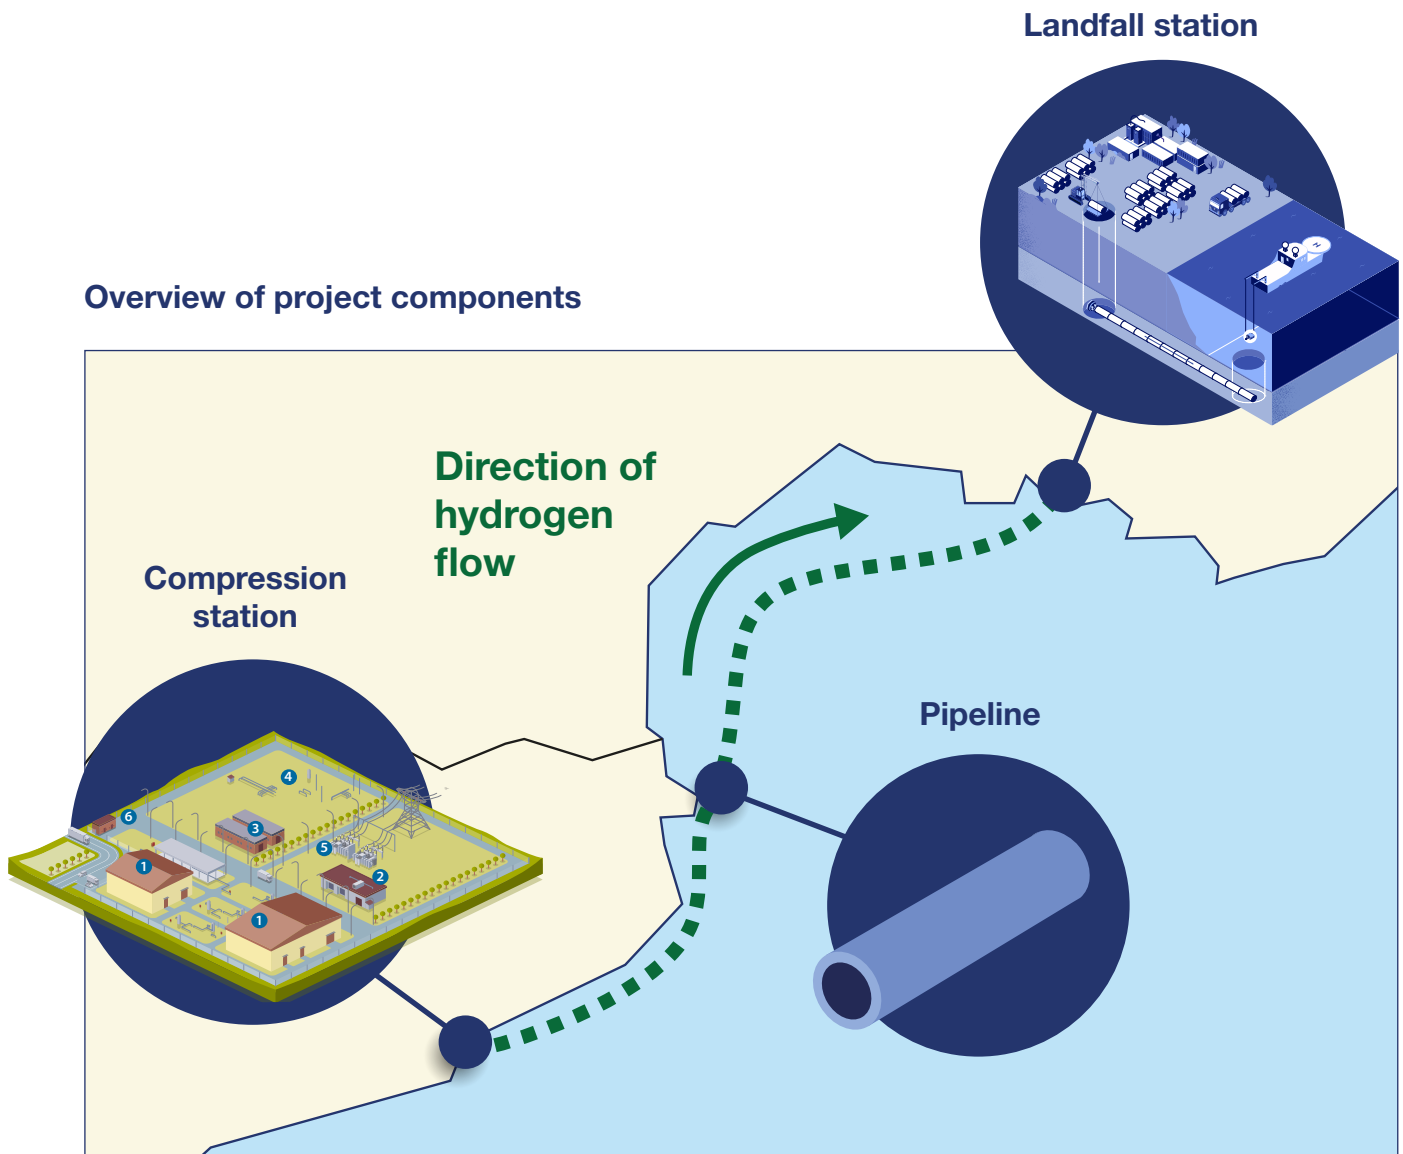 Landfall station
H
Overview of project components
Direction of
hydrogen
flow
Compression
station
Pipeline
4
6
3
5
1
2
1